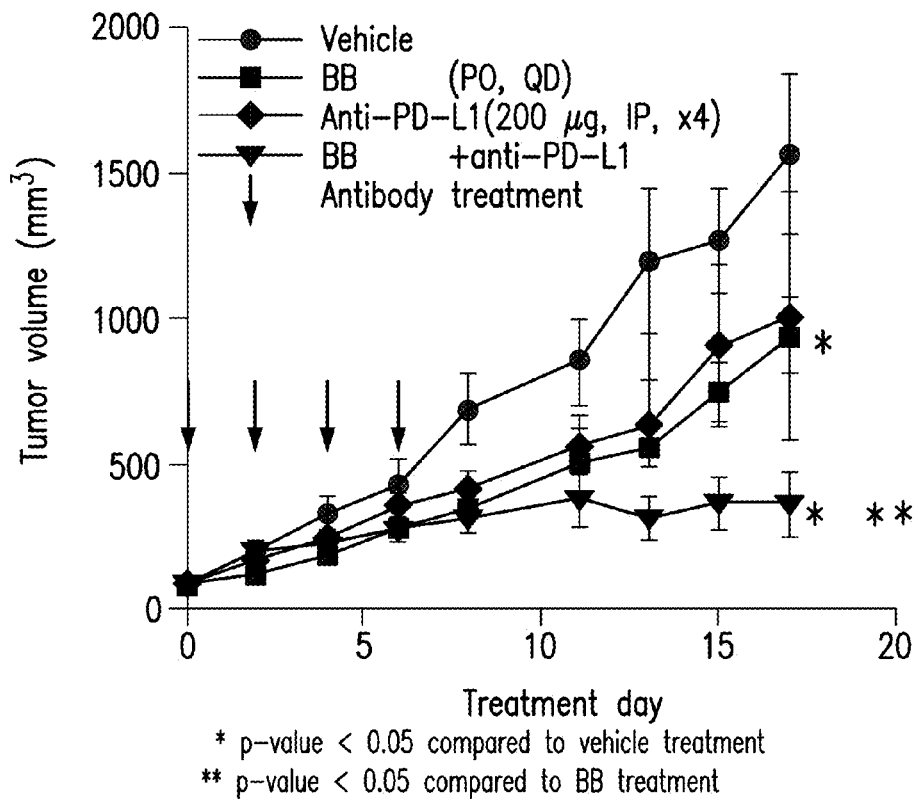 Tumor volume (mm³)
2000
1500
1000
500
0
Vehicle
BB (PO, QD)
Anti-PD-L1(200 µg, IP, x4)
BB +anti-PD-L1
Antibody treatment
*
* **
0 5 10 15 20
Treatment day
* p-value < 0.05 compared to vehicle treatment
** p-value < 0.05 compared to BB treatment